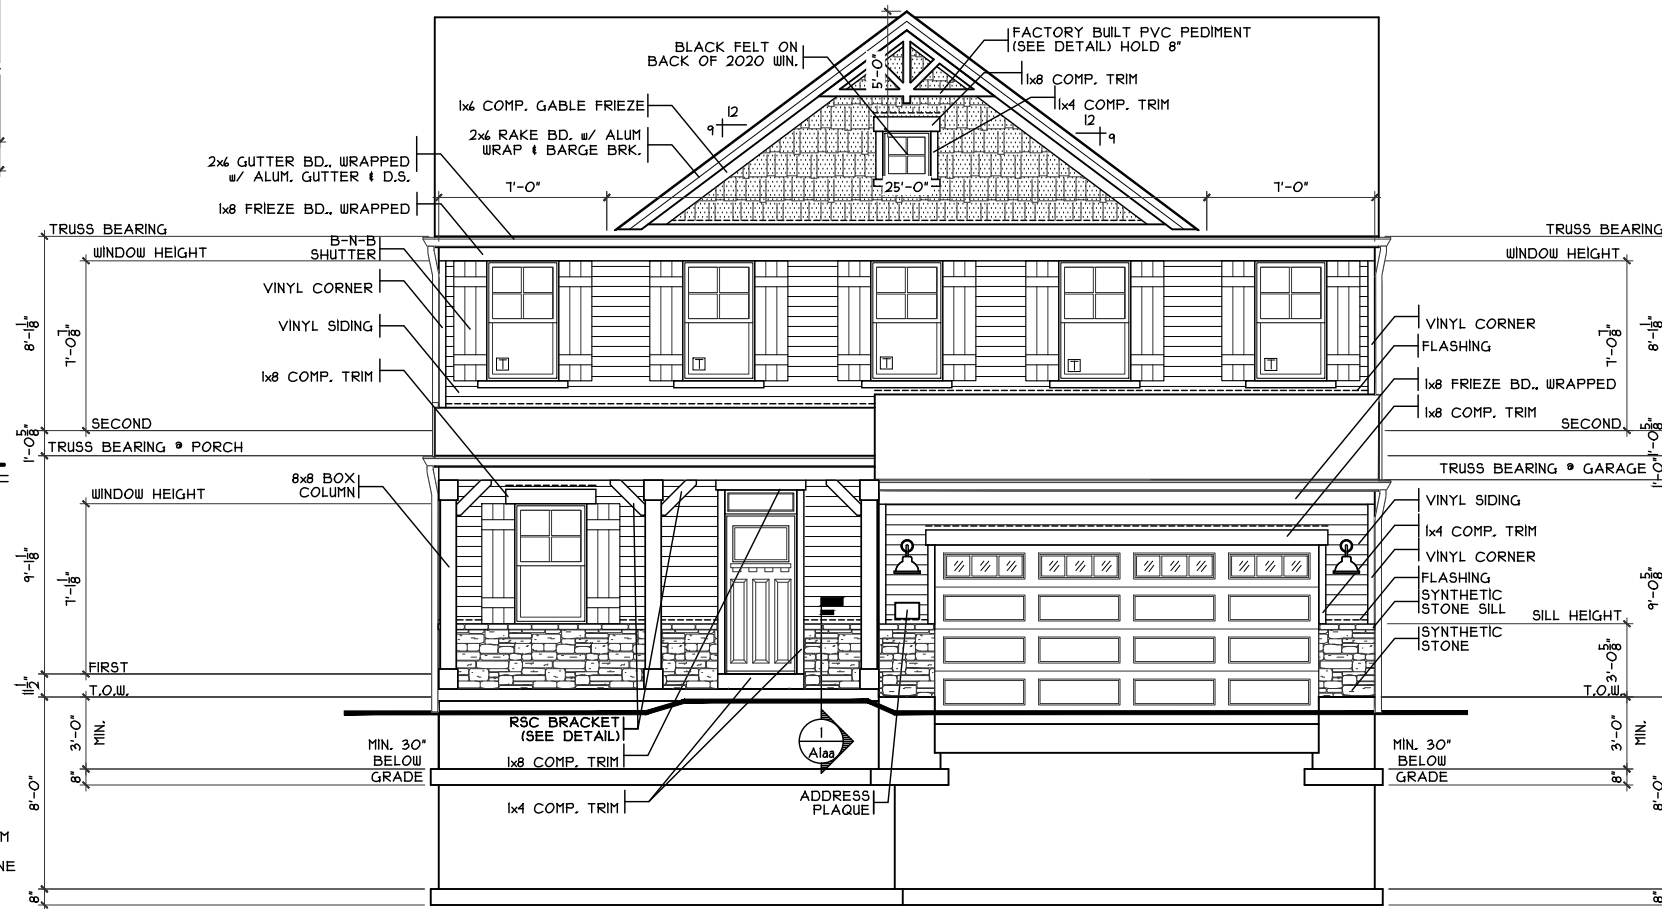 FACTORY BUILT PVC PEDIMENT
(SEE DETAIL) HOLD 8"
BLACK FELT ON
BACK OF 2020 WIN.
5'-0"
1x8 COMP. TRIM
1x6 COMP. GABLE FRIEZE
1x4 COMP. TRIM
12
9
12
9
2x6 RAKE BD. w/ ALUM
WRAP & BARGE BRK.
2x6 GUTTER BD., WRAPPED
w/ ALUM. GUTTER & D.S.
7'-0"
25'-0"
7'-0"
1x8 FRIEZE BD., WRAPPED
TRUSS BEARING
TRUSS BEARING
B-N-B
SHUTTER
WINDOW HEIGHT
WINDOW HEIGHT
VINYL CORNER
VINYL SIDING
8'-1 1/8"
7'-0 7/8"
VINYL CORNER
7'-0 7/8"
8'-1 1/8"
FLASHING
T
T
T
T
T
1x8 COMP. TRIM
1x8 FRIEZE BD., WRAPPED
1x8 COMP. TRIM
SECOND
SECOND
1'-0 5/8"
1'-0 5/8"
TRUSS BEARING @ PORCH
TRUSS BEARING @ GARAGE
1'-0"
8x8 BOX
COLUMN
WINDOW HEIGHT
VINYL SIDING
1x4 COMP. TRIM
VINYL CORNER
9'-1 1/8"
7'-1 1/8"
FLASHING
9'-0 5/8"
SYNTHETIC
STONE SILL
SILL HEIGHT
SYNTHETIC
STONE
3'-0 5/8"
FIRST
11 1/2"
T.O.W.
T.O.W.
RSC BRACKET
(SEE DETAIL)
3'-0"
MIN.
1
A1aa
3'-0"
MIN.
MIN. 30"
BELOW
GRADE
MIN. 30"
BELOW
GRADE
1x8 COMP. TRIM
8"
8"
8'-0"
1x4 COMP. TRIM
ADDRESS
PLAQUE
8'-0"
M
NE
8"
8"